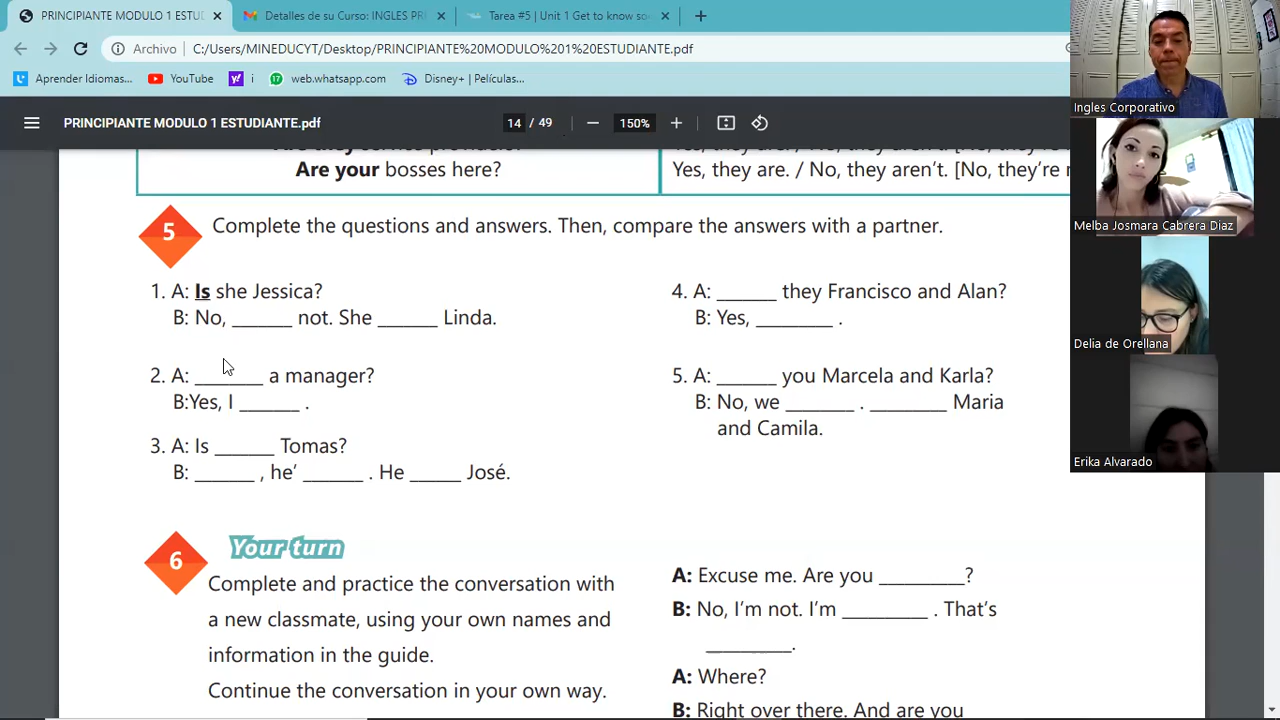 PRINCIPIANTE MODULO 1 ESTUD
Detalles de su Curso: INGLES PRI
Tarea #5 | Unit 1 Get to know so
Archivo
C:/Users/MINEDUCYT/Desktop/PRINCIPIANTE%20MODULO%201%20ESTUDIANTE.pdf
Aprender Idiomas...
YouTube
i
web.whatsapp.com
Disney+ | Películas,...
PRINCIPIANTE MODULO 1 ESTUDIANTE.pdf
14 / 49
150%
Are your bosses here?
Yes, they are. / No, they aren't. [No, they're n
5
Complete the questions and answers. Then, compare the answers with a partner.
1. A: Is she Jessica?
B: No, ______ not. She _____ Linda.
2. A: _______ a manager?
B:Yes, I ______ .
3. A: Is ______ Tomas?
B: ______ , he' ______ . He _____ José.
4. A: ______ they Francisco and Alan?
B: Yes, ________ .
5. A: ______ you Marcela and Karla?
B: No, we _______ . ________ Maria
and Camila.
6
Your turn
Complete and practice the conversation with
a new classmate, using your own names and
information in the guide.
Continue the conversation in your own way.
A: Excuse me. Are you _________?
B: No, I'm not. I'm _________ . That's
_________.
A: Where?
B: Right over there. And are you
Ingles Corporativo
Melba Josmara Cabrera Diaz
Delia de Orellana
Erika Alvarado